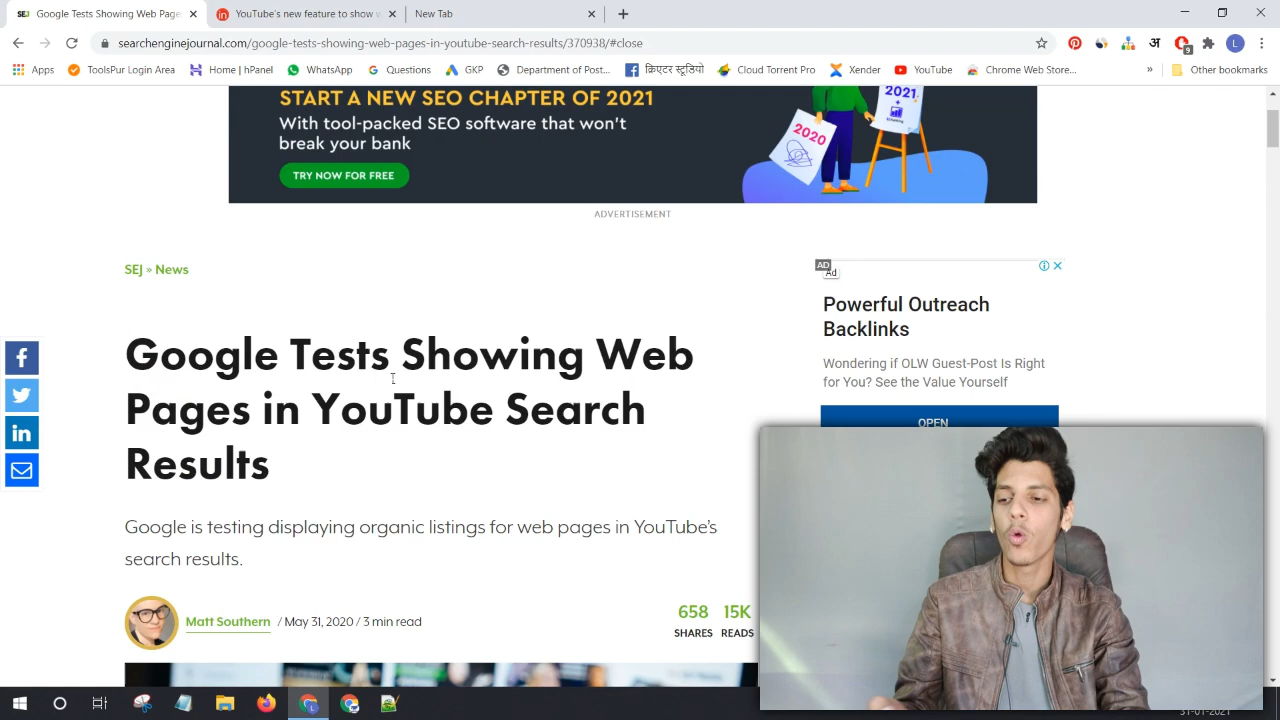 Google Tests Showing Web Page
YouTube's new feature to show
New Tab
searchenginejournal.com/google-tests-showing-web-pages-in-youtube-search-results/370938/#close
अ
9
L
Apps
ToolsPur Login Area
Home | hPanel
WhatsApp
Questions
GKP
Department of Post...
क्रिएटर स्टूडियो
Cloud Torrent Pro
Xender
YouTube
Chrome Web Store...
»
Other bookmarks
START A NEW SEO CHAPTER OF 2021
With tool-packed SEO software that won't
break your bank
TRY NOW FOR FREE
2020
2021
ADVERTISEMENT
SEJ » News
Google Tests Showing Web
Pages in YouTube Search
Results
Google is testing displaying organic listings for web pages in YouTube's
search results.
Matt Southern / May 31, 2020 / 3 min read
658 15K
SHARES READS
AD
Ad
Powerful Outreach
Backlinks
Wondering if OLW Guest-Post Is Right
for You? See the Value Yourself
OPEN
31-01-2021